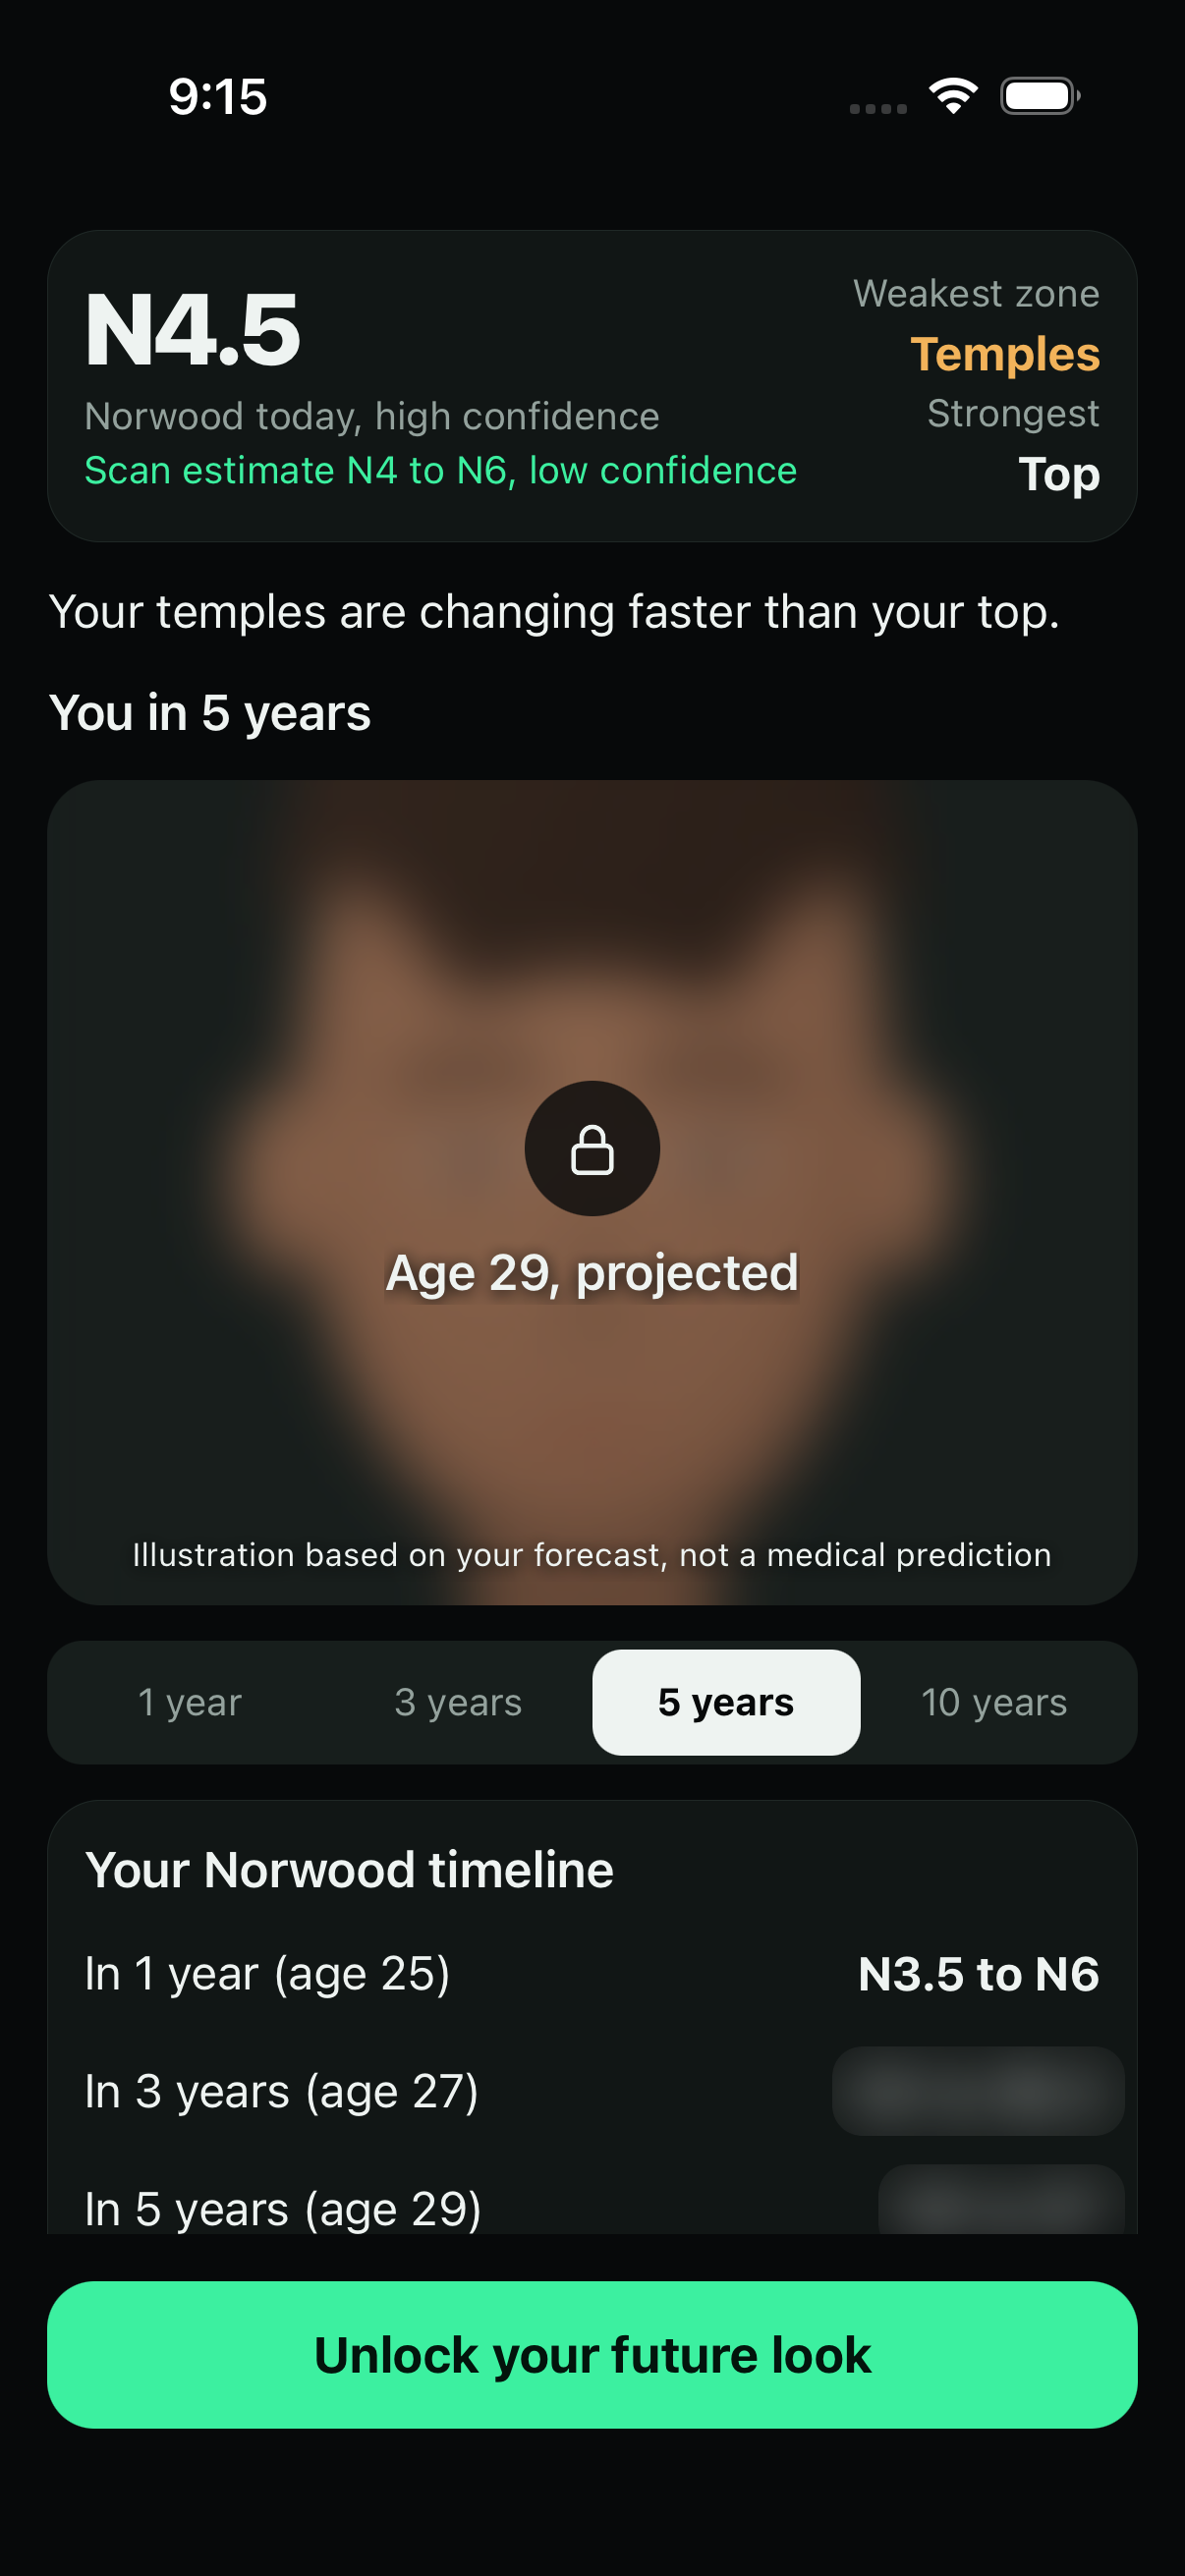 9:15
N4.5
Norwood today, high confidence
Scan estimate N4 to N6, low confidence
Weakest zone
Temples
Strongest
Top
Your temples are changing faster than your top.
You in 5 years
Age 29, projected
Illustration based on your forecast, not a medical prediction
1 year
3 years
5 years
10 years
Your Norwood timeline
In 1 year (age 25)
N3.5 to N6
In 3 years (age 27)
In 5 years (age 29)
Unlock your future look